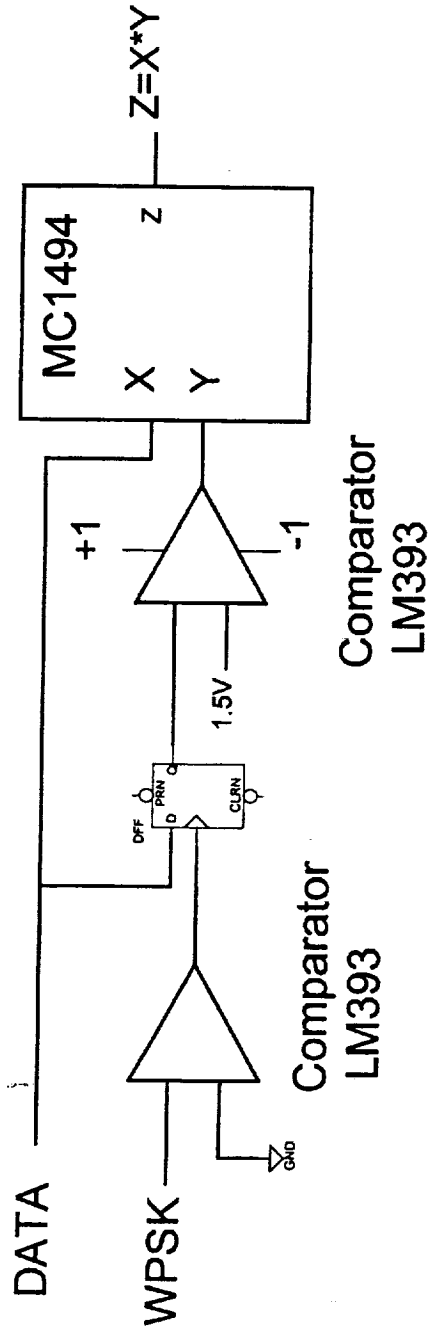 DATA
WPSK
GND
Comparator
LM393
DFF
PRN
D
Q
CLRN
1.5V
+1
-1
Comparator
LM393
MC1494
X
Y
Z
Z=X*Y